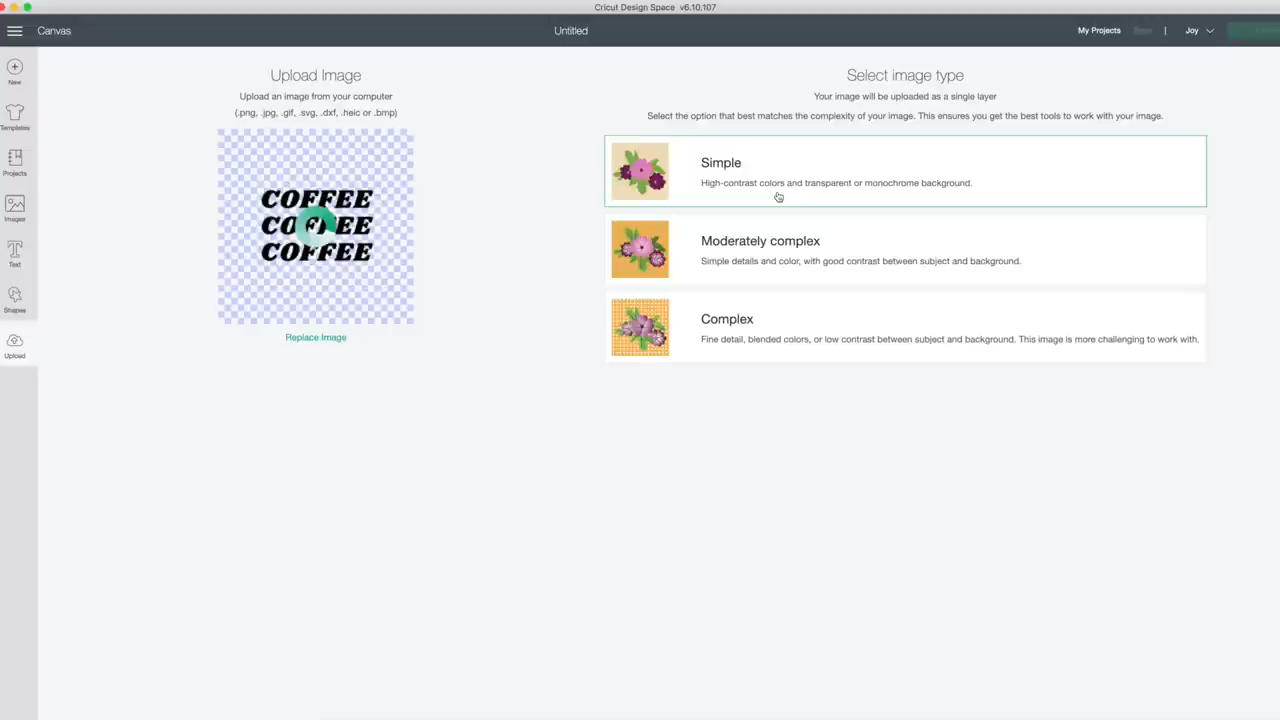 Cricut Design Space v6.10.107
Canvas
Untitled
My Projects
|
Joy
New
Templates
Projects
Images
Text
Shapes
Upload
Upload Image
Upload an image from your computer
(.png, .jpg, .gif, .svg, .dxf, .heic or .bmp)
COFFEE
COFFEE
COFFEE
Replace Image
Select image type
Your image will be uploaded as a single layer
Select the option that best matches the complexity of your image. This ensures you get the best tools to work with your image.
Simple
High-contrast colors and transparent or monochrome background.
Moderately complex
Simple details and color, with good contrast between subject and background.
Complex
Fine detail, blended colors, or low contrast between subject and background. This image is more challenging to work with.